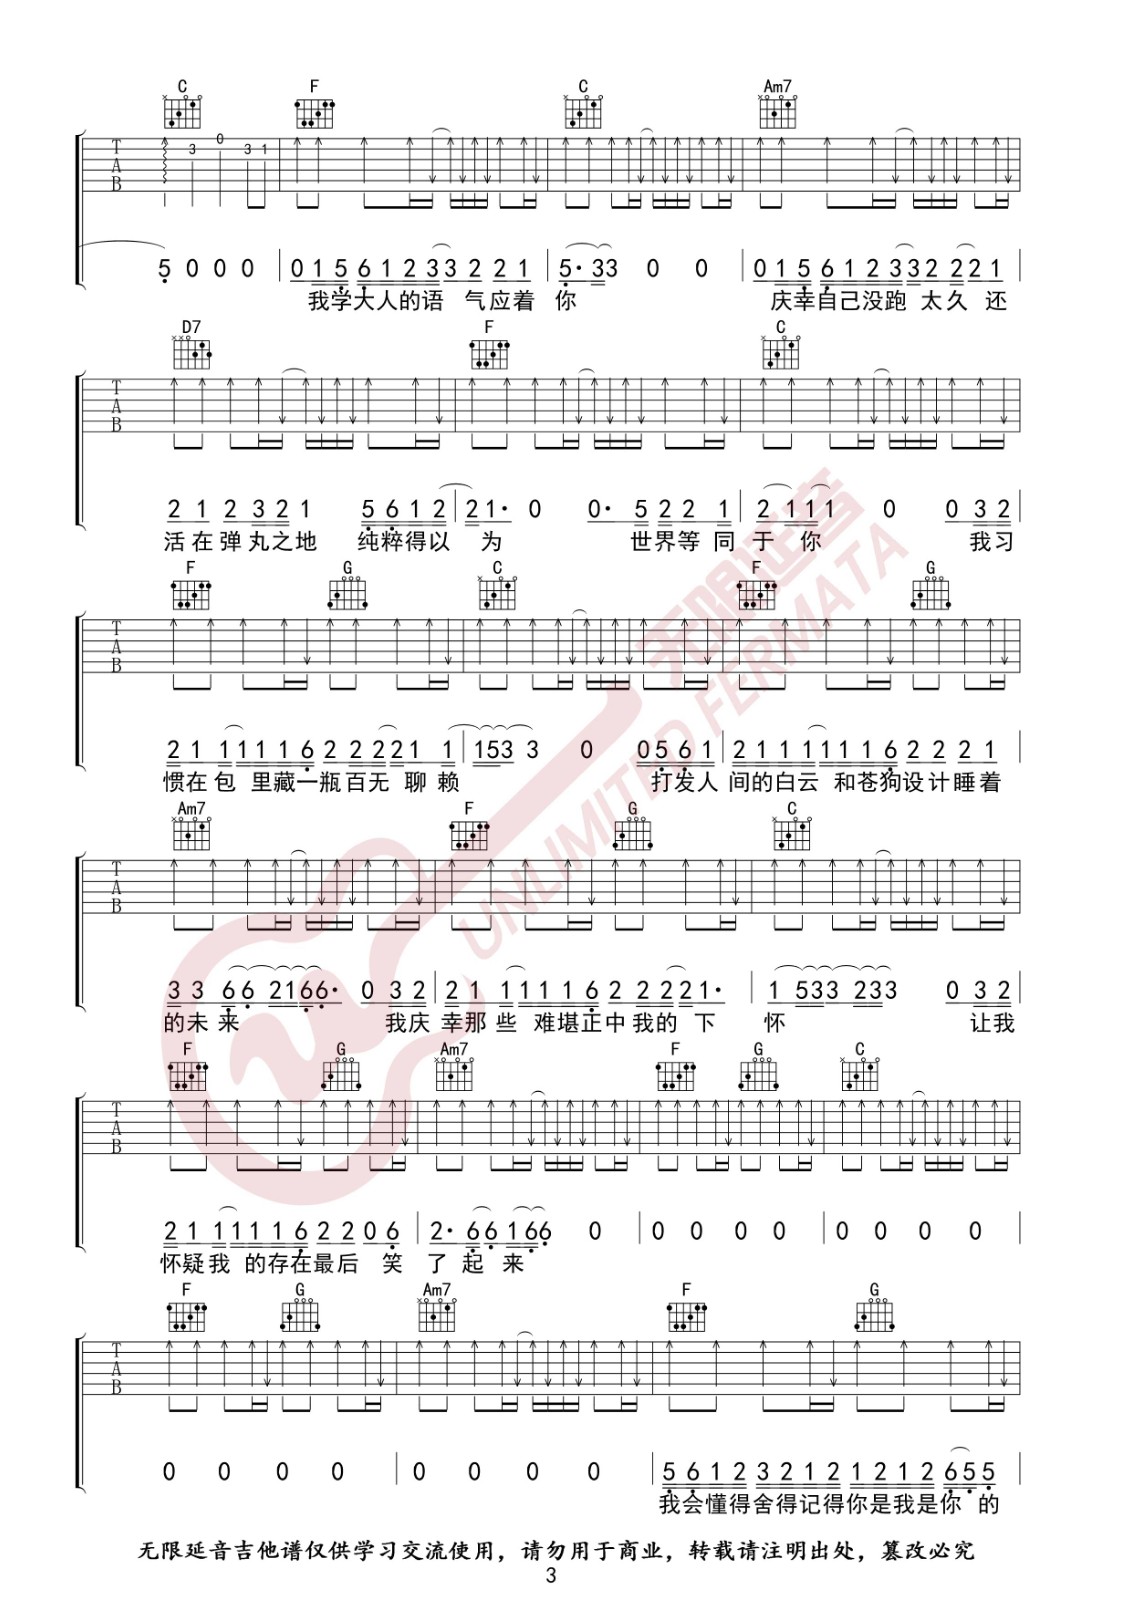 C F C Am7
3 0 3 1
5 0 0 0 0 1 5 6 1 2 3 3 2 2 1 5· 3 3 0 0 0 1 5 6 1 2 3 3 2 2 2 1
我学大人的语 气应着 你 庆幸自己没跑 太久 还
D7 F C
2 1 2 3 2 1 5 6 1 2 2 1· 0 0· 5 2 2 1 2 1 1 1 0 0 3 2
活在弹丸之地 纯粹得以 为 世界等同于你 我习
F G C F G
2 1 1 1 1 1 6 2 2 2 2 1 1 1 5 3 3 0 0 5 6 1 2 1 1 1 1 1 1 6 2 2 2 1
惯在包 里藏一瓶百无 聊赖 打发人 间的白云 和苍狗设计睡着
Am7 F G C
3 3 6 6 2 1 6 6· 0 3 2 2 1 1 1 1 1 6 2 2 2 2 1· 1 5 3 3 2 3 3 0 3 2
的未来 我庆 幸那些 难堪正中我的 下 怀 让我
F G Am7 F G C
2 1 1 1 1 1 6 2 2 0 6 2· 6 6 1 6 6 0 0 0 0 0 0 0 0 0
怀疑我 的存在最后 笑 了 起 来
F G Am7 F G
0 0 0 0 0 0 0 0 5 6 1 2 3 2 1 2 1 2 1 2 6 5 5
我会懂得舍得记得你是我是你 的
无限延音
UNLIMITED FERMATA
无限延音吉他谱仅供学习交流使用，请勿用于商业，转载请注明出处，篡改必究
3